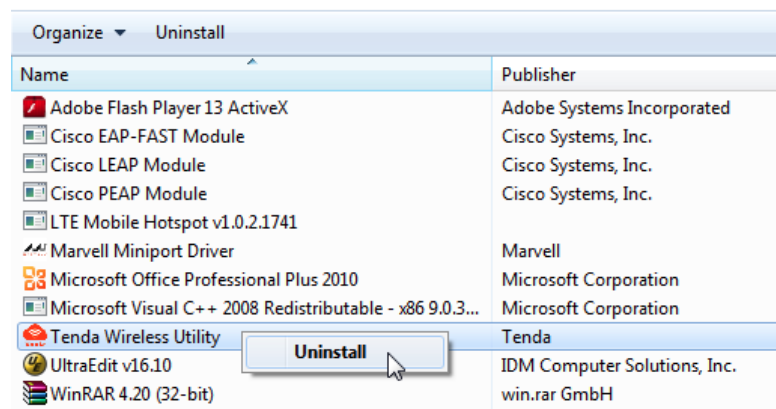 Organize Uninstall
Name Publisher
Adobe Flash Player 13 ActiveX Adobe Systems Incorporated
Cisco EAP-FAST Module Cisco Systems, Inc.
Cisco LEAP Module Cisco Systems, Inc.
Cisco PEAP Module Cisco Systems, Inc.
LTE Mobile Hotspot v1.0.2.1741
Marvell Miniport Driver Marvell
Microsoft Office Professional Plus 2010 Microsoft Corporation
Microsoft Visual C++ 2008 Redistributable - x86 9.0.3... Microsoft Corporation
Tenda Wireless Utility Tenda
Uninstall
UltraEdit v16.10 IDM Computer Solutions, Inc.
WinRAR 4.20 (32-bit) win.rar GmbH